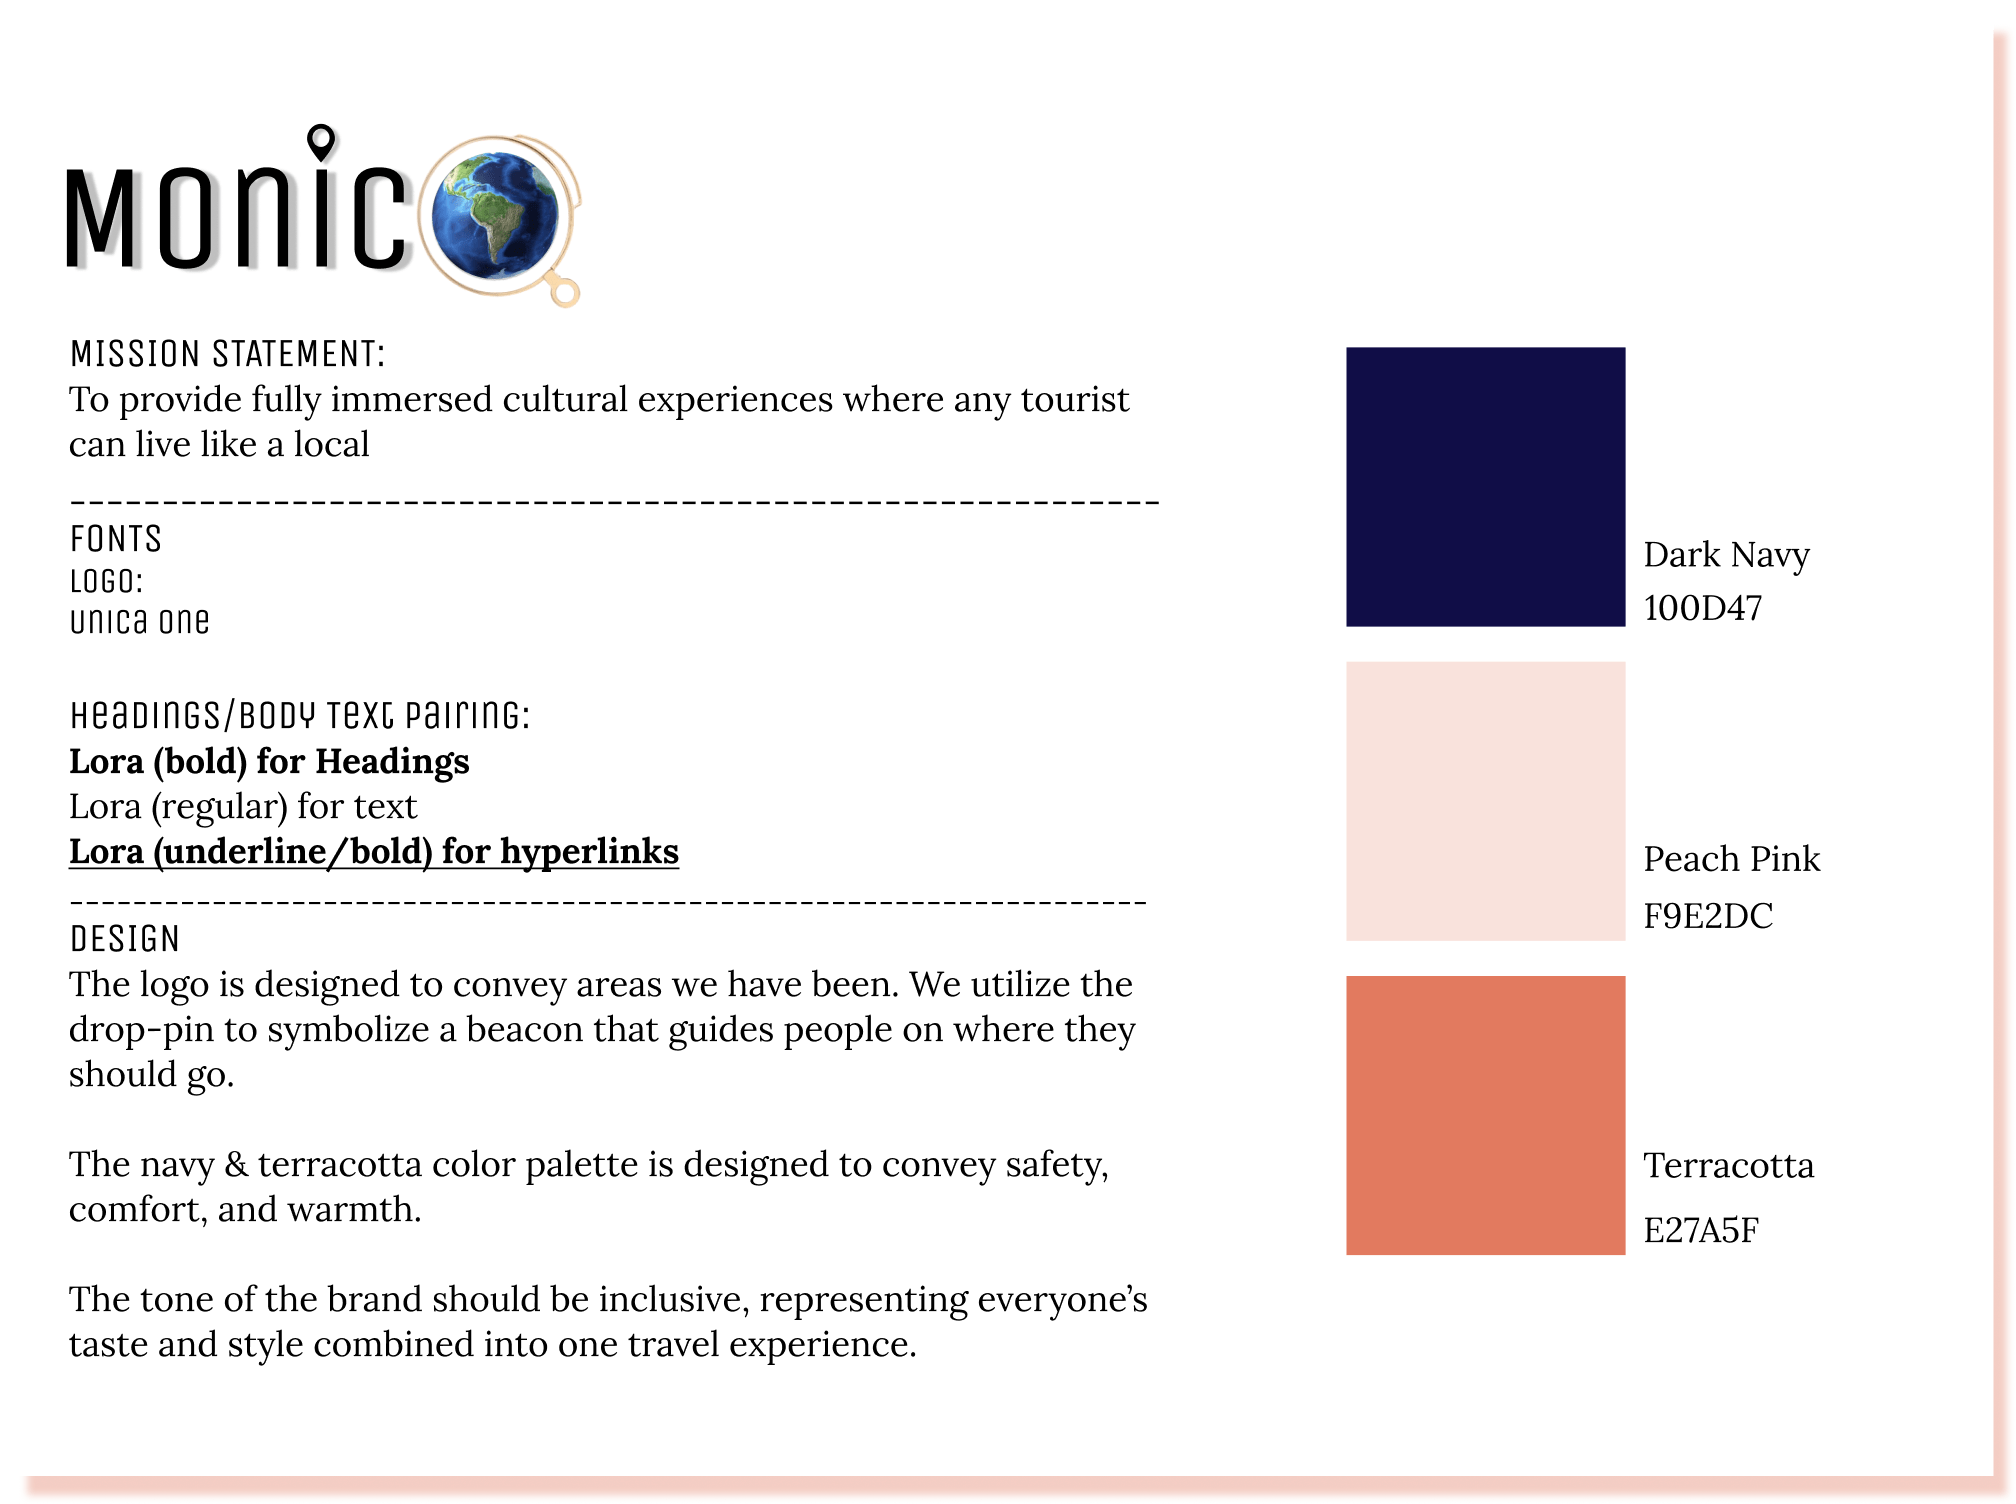 Monic
MISSION STATEMENT:
To provide fully immersed cultural experiences where any tourist
can live like a local
FONTS
LOGO:
Unica One
Headings/Body Text Pairing:
Lora (bold) for Headings
Lora (regular) for text
Lora (underline/bold) for hyperlinks
DESIGN
The logo is designed to convey areas we have been. We utilize the
drop-pin to symbolize a beacon that guides people on where they
should go.
The navy & terracotta color palette is designed to convey safety,
comfort, and warmth.
The tone of the brand should be inclusive, representing everyone’s
taste and style combined into one travel experience.
Dark Navy
100D47
Peach Pink
F9E2DC
Terracotta
E27A5F